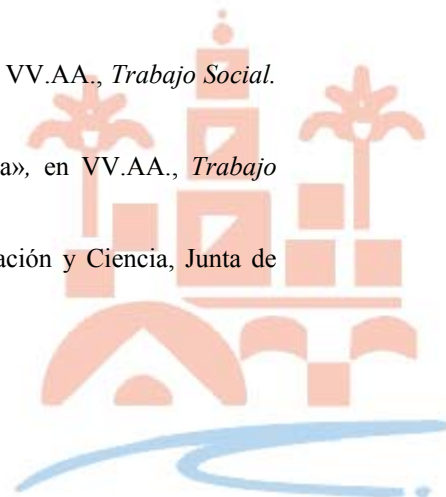 VV.AA., Trabajo Social.
a», en VV.AA., Trabajo
ación y Ciencia, Junta de